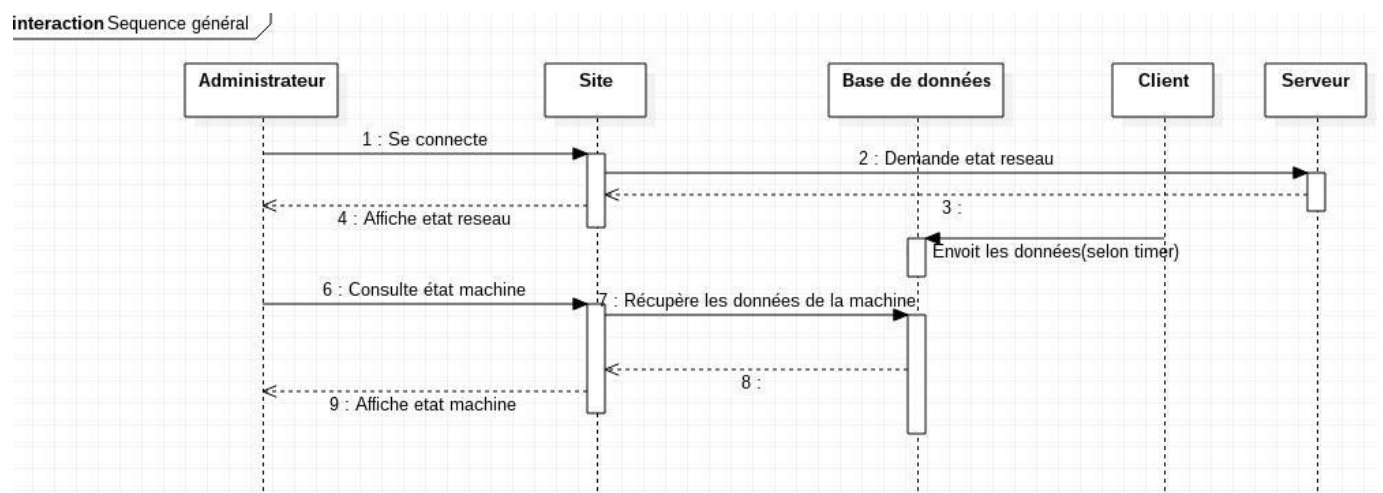 interaction Sequence général
Administrateur
Site
Base de données
Client
Serveur
1 : Se connecte
2 : Demande etat reseau
3 :
4 : Affiche etat reseau
Envoit les données(selon timer)
6 : Consulte état machine
7 : Récupère les données de la machine
8 :
9 : Affiche etat machine